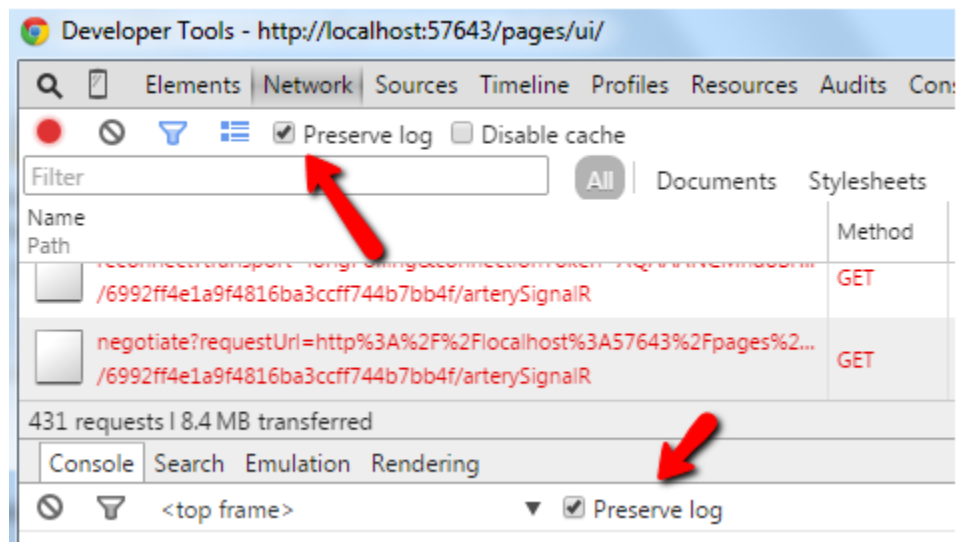 Developer Tools - http://localhost:57643/pages/ui/
Elements Network Sources Timeline Profiles Resources Audits
Preserve log Disable cache
Filter All Documents Stylesheets
Name
Path
Method
GET
/6992ff4e1a9f4816ba3ccff744b7bb4f/arterySignalR
negotiate?requestUrl=http%3A%2F%2Flocalhost%3A57643%2Fpages%2...
/6992ff4e1a9f4816ba3ccff744b7bb4f/arterySignalR
GET
431 requests | 8.4 MB transferred
Console Search Emulation Rendering
<top frame> ▼ Preserve log